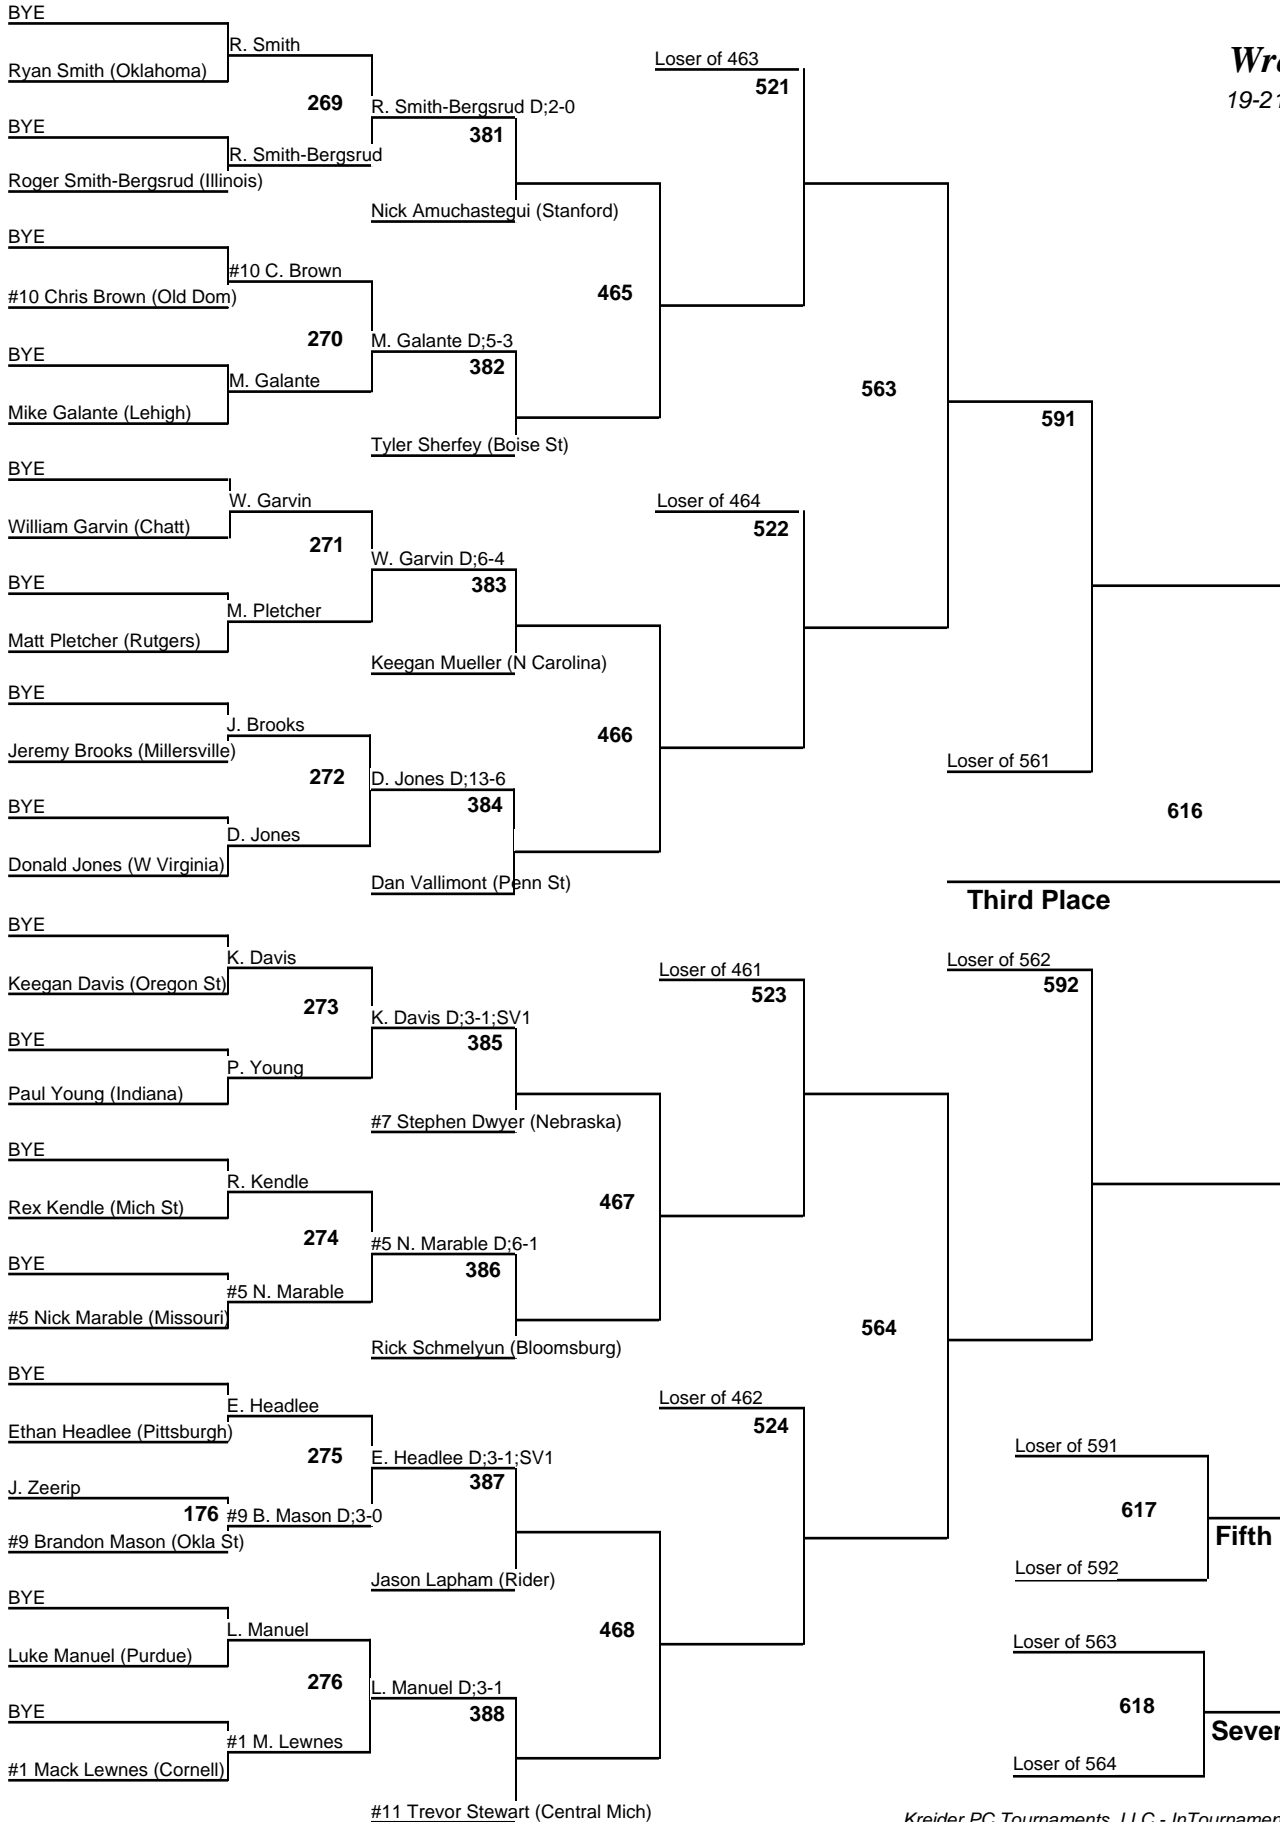 BYE
R. Smith
Ryan Smith (Oklahoma)
269
R. Smith-Bergsrud D;2-0
381
BYE
R. Smith-Bergsrud
Roger Smith-Bergsrud (Illinois)
Nick Amuchastegui (Stanford)
BYE
#10 C. Brown
#10 Chris Brown (Old Dom)
465
270
M. Galante D;5-3
382
BYE
M. Galante
Mike Galante (Lehigh)
Tyler Sherfey (Boise St)
BYE
W. Garvin
William Garvin (Chatt)
271
W. Garvin D;6-4
383
BYE
M. Pletcher
Matt Pletcher (Rutgers)
Keegan Mueller (N Carolina)
BYE
J. Brooks
Jeremy Brooks (Millersville)
466
272
D. Jones D;13-6
384
BYE
D. Jones
Donald Jones (W Virginia)
Dan Vallimont (Penn St)
BYE
K. Davis
Keegan Davis (Oregon St)
273
K. Davis D;3-1;SV1
385
BYE
P. Young
Paul Young (Indiana)
#7 Stephen Dwyer (Nebraska)
BYE
R. Kendle
Rex Kendle (Mich St)
467
274
#5 N. Marable D;6-1
386
BYE
#5 N. Marable
#5 Nick Marable (Missouri)
Rick Schmelyun (Bloomsburg)
BYE
E. Headlee
Ethan Headlee (Pittsburgh)
275
E. Headlee D;3-1;SV1
387
J. Zeerip
176
#9 B. Mason D;3-0
#9 Brandon Mason (Okla St)
Jason Lapham (Rider)
BYE
L. Manuel
Luke Manuel (Purdue)
468
276
L. Manuel D;3-1
388
BYE
#1 M. Lewnes
#1 Mack Lewnes (Cornell)
#11 Trevor Stewart (Central Mich)
Loser of 463
521
563
Loser of 464
522
591
Loser of 561
616
Third Place
Loser of 461
523
Loser of 562
592
564
Loser of 462
524
Loser of 591
617
Fifth
Loser of 592
Loser of 563
618
Loser of 564
19-21
Kreider PC Tournaments, LLC -